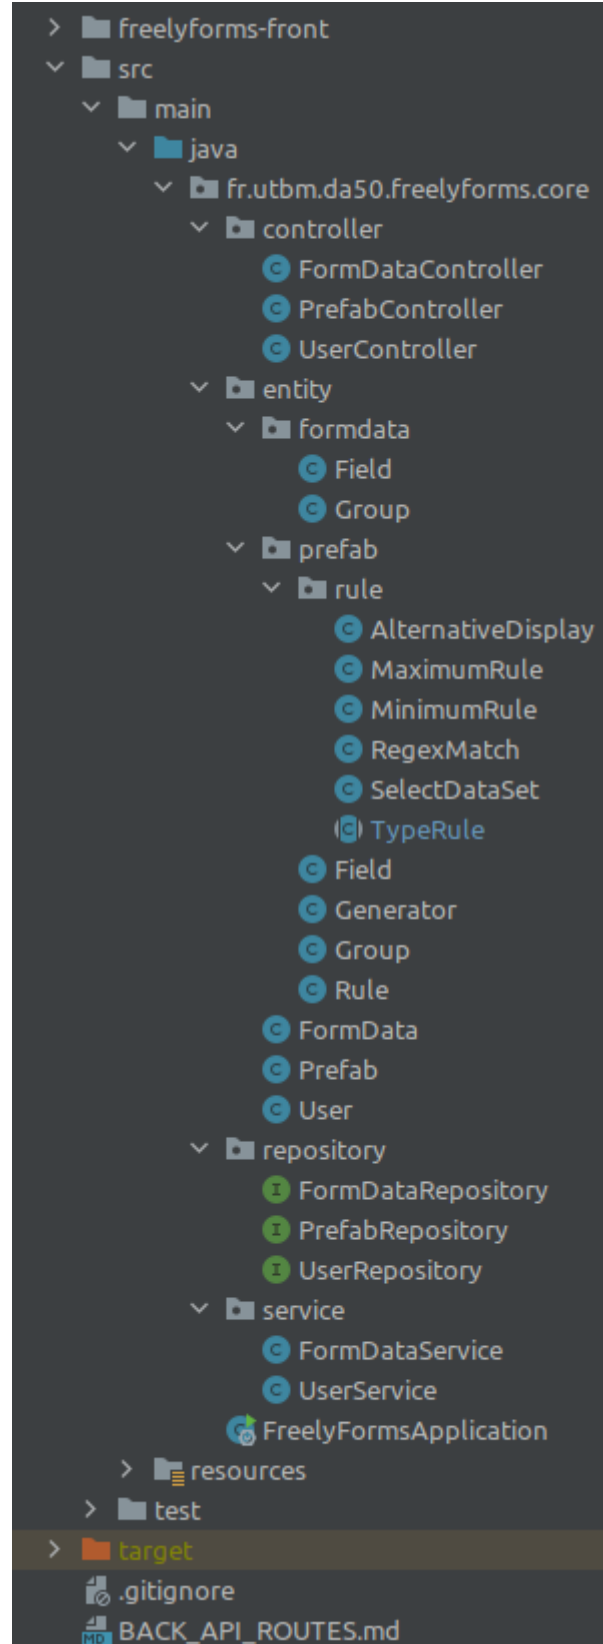 freelyforms-front
src
main
java
fr.utbm.da50.freelyforms.core
controller
FormDataController
PrefabController
UserController
entity
formdata
Field
Group
prefab
rule
AlternativeDisplay
MaximumRule
MinimumRule
RegexMatch
SelectDataSet
TypeRule
Field
Generator
Group
Rule
FormData
Prefab
User
repository
FormDataRepository
PrefabRepository
UserRepository
service
FormDataService
UserService
FreelyFormsApplication
resources
test
target
.gitignore
BACK_API_ROUTES.md